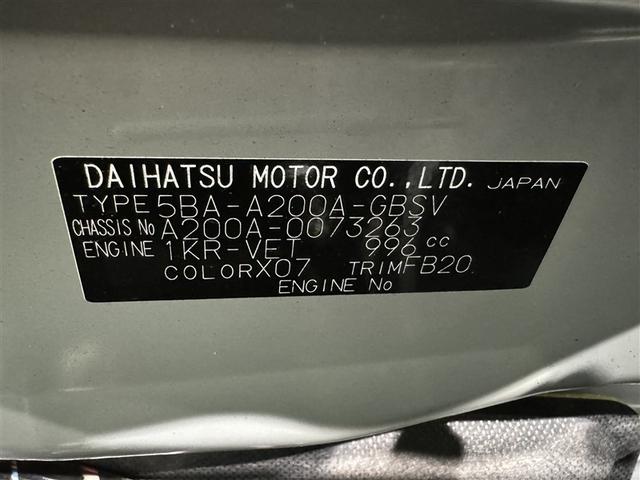 DAIHATSU MOTOR CO.,LTD. JAPAN
TYPE 5BA-A200A-GBSV
CHASSIS No A200A-0073263
ENGINE 1KR-VET 996 cc
COLOR X07 TRIM FB20
ENGINE No